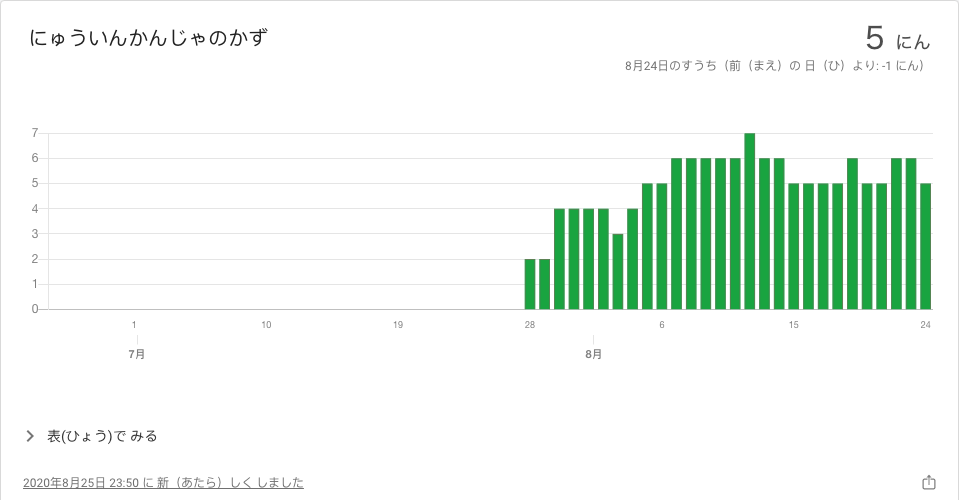 にゅういんかんじゃのかず
5 にん
8月24日のすうち（前（まえ）の 日（ひ）より: -1 にん）
7
6
5
4
3
2
1
0
1 10 19 28 6 15 24
7月 8月
表(ひょう)で みる
2020年8月25日 23:50 に 新（あたら）しく しました